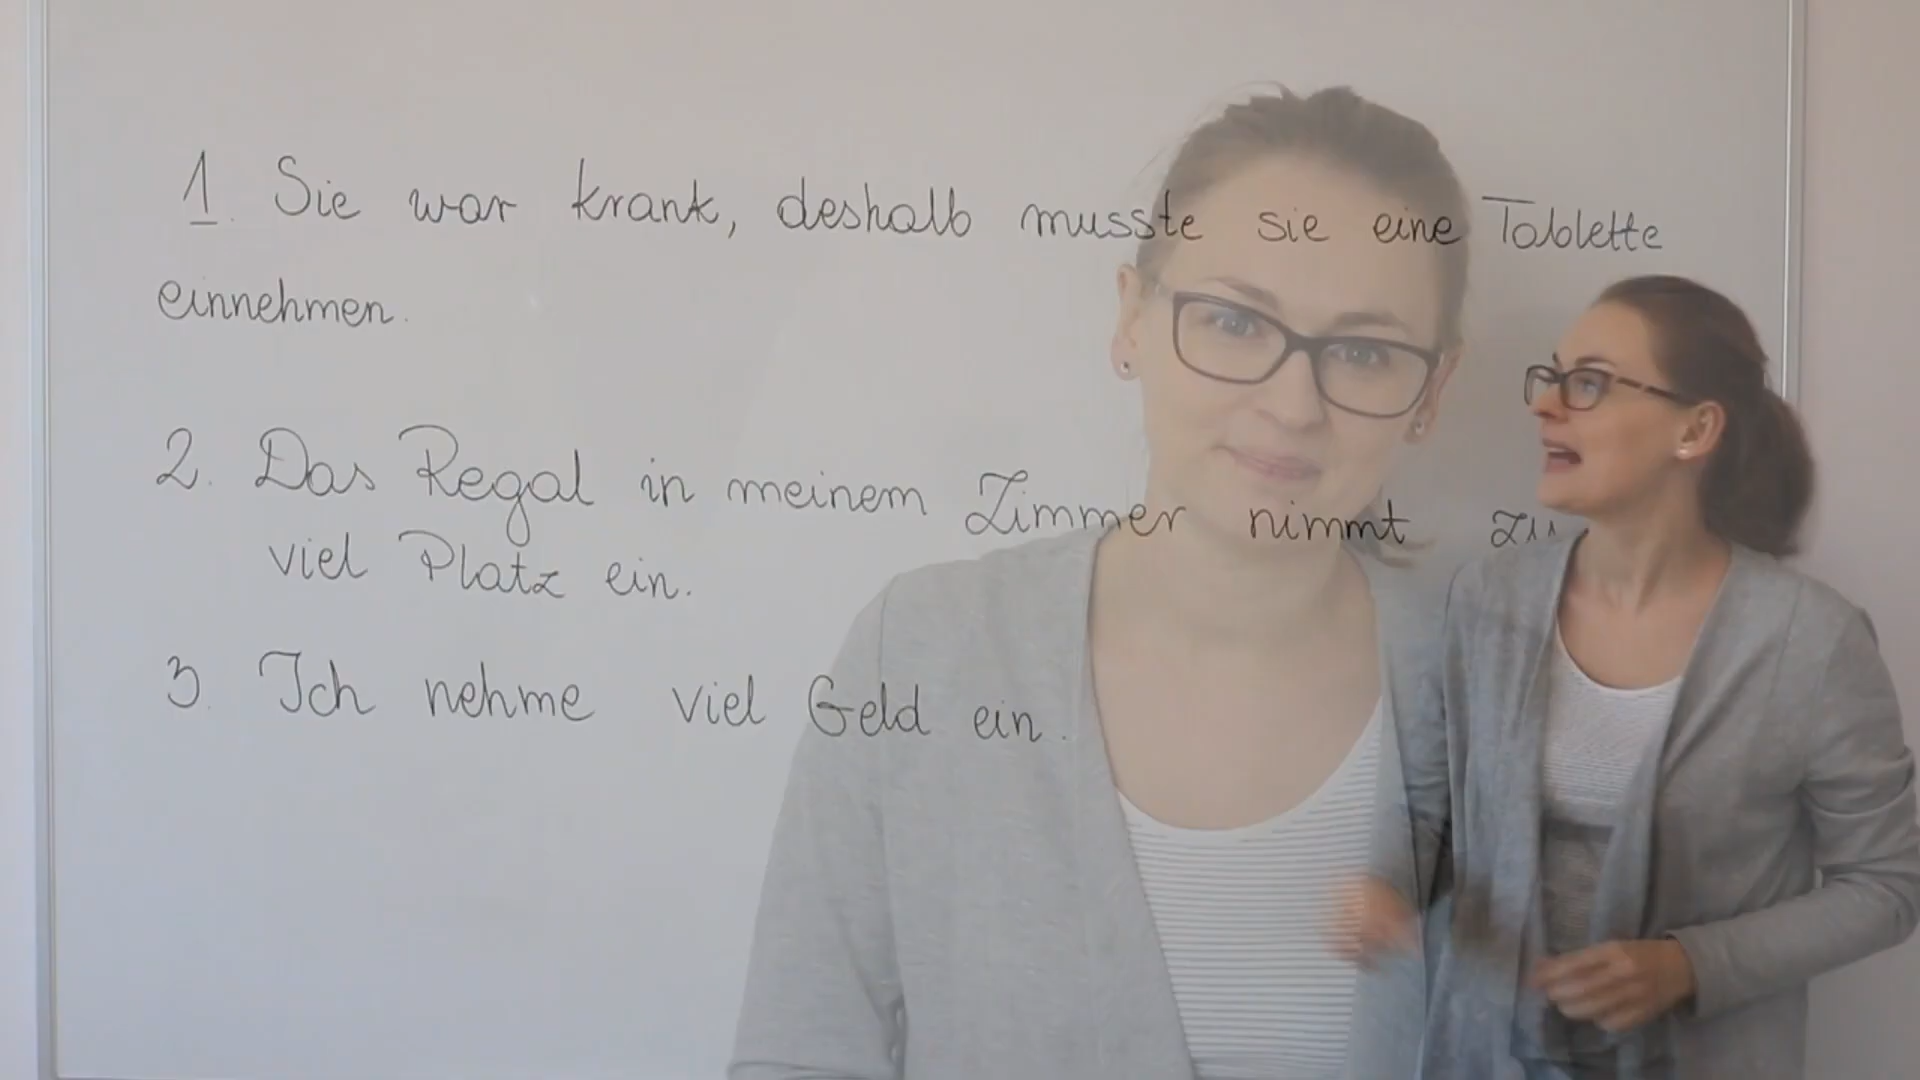 1. Sie war krank, deshalb musste sie eine Tablette
einnehmen.
2. Das Regal in meinem Zimmer nimmt
viel Platz ein.
3. Ich nehme viel Geld ein.